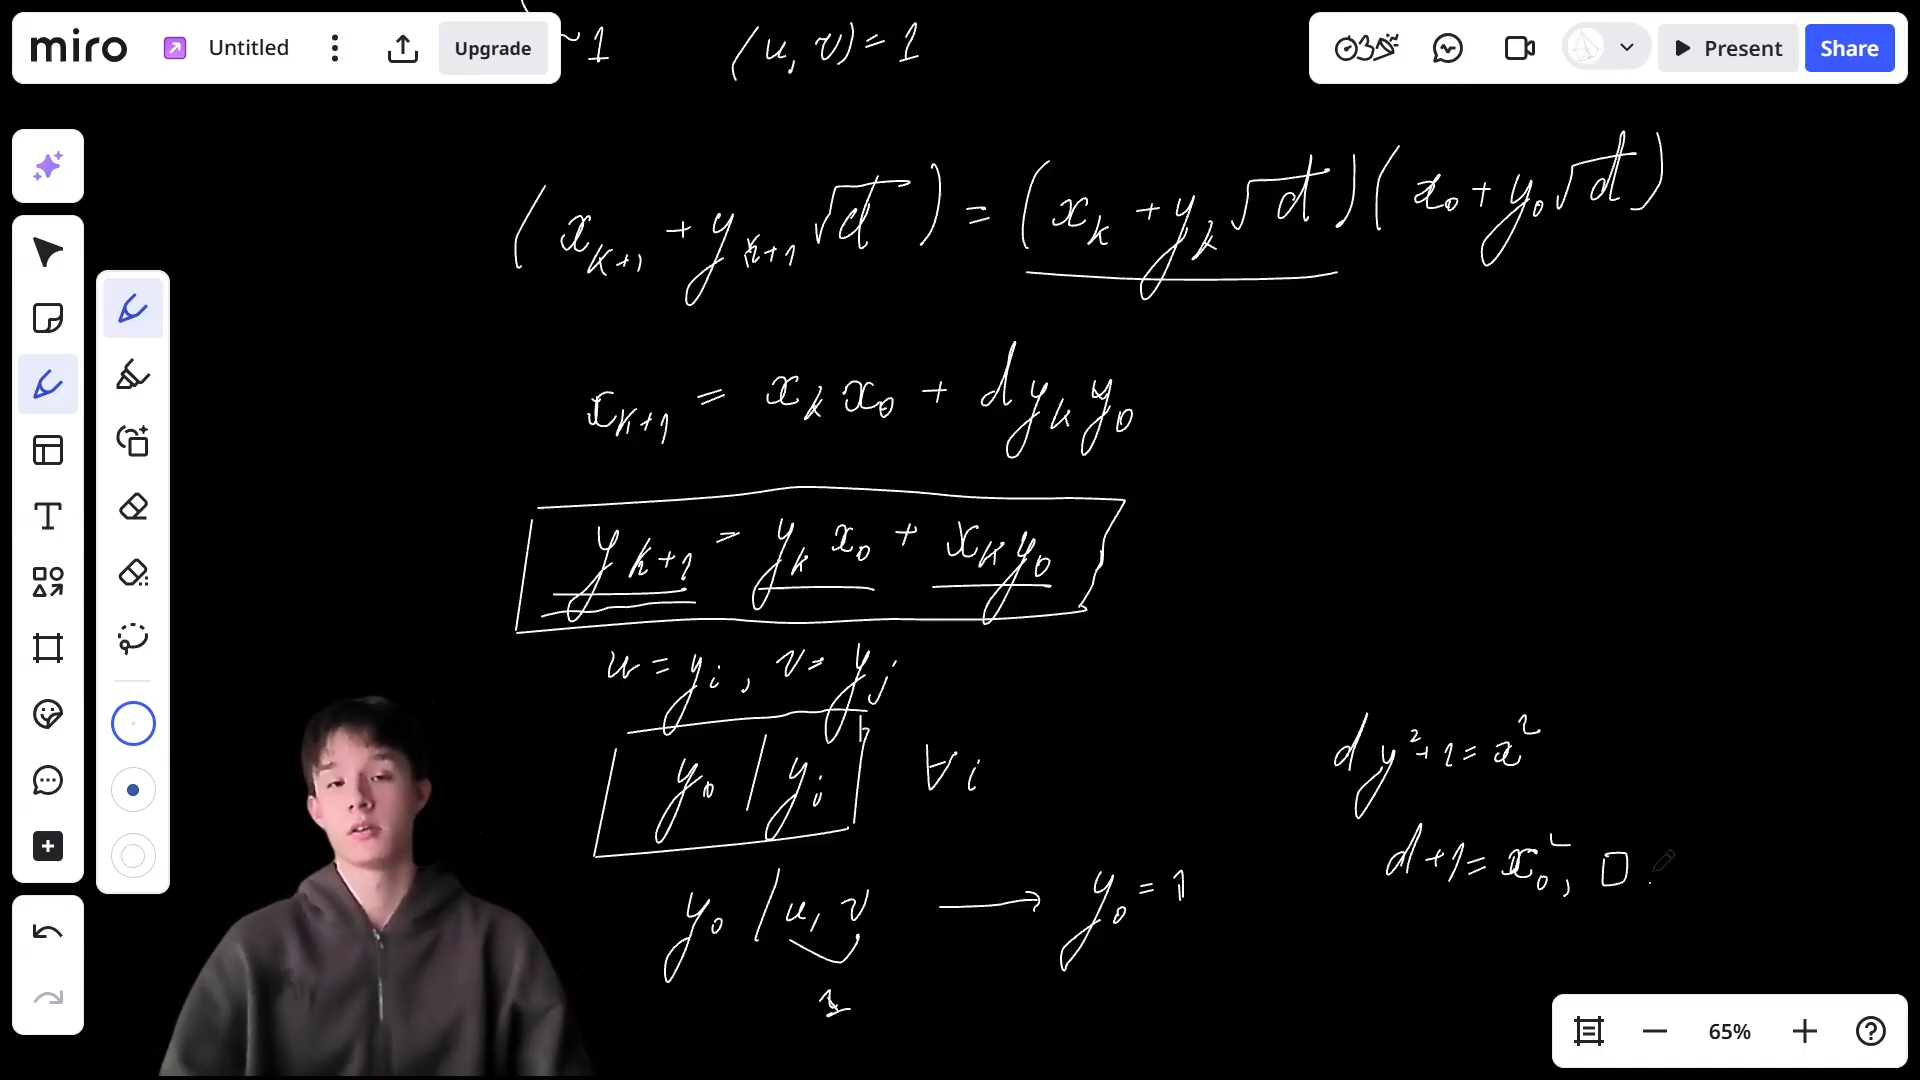 miro Untitled Upgrade Present Share
~ 1 (u, v) = 1
(x_{k+1} + y_{k+1} √d) = (x_k + y_k √d)(x_0 + y_0 √d)
x_{k+1} = x_k x_0 + d y_k y_0
y_{k+1} = y_k x_0 + x_k y_0
u = y_i, v = y_j
y_0 | y_i ∀i
d y² + 1 = x²
d + 1 = x_0², □
y_0 | u, v → y_0 = 1
1
65%